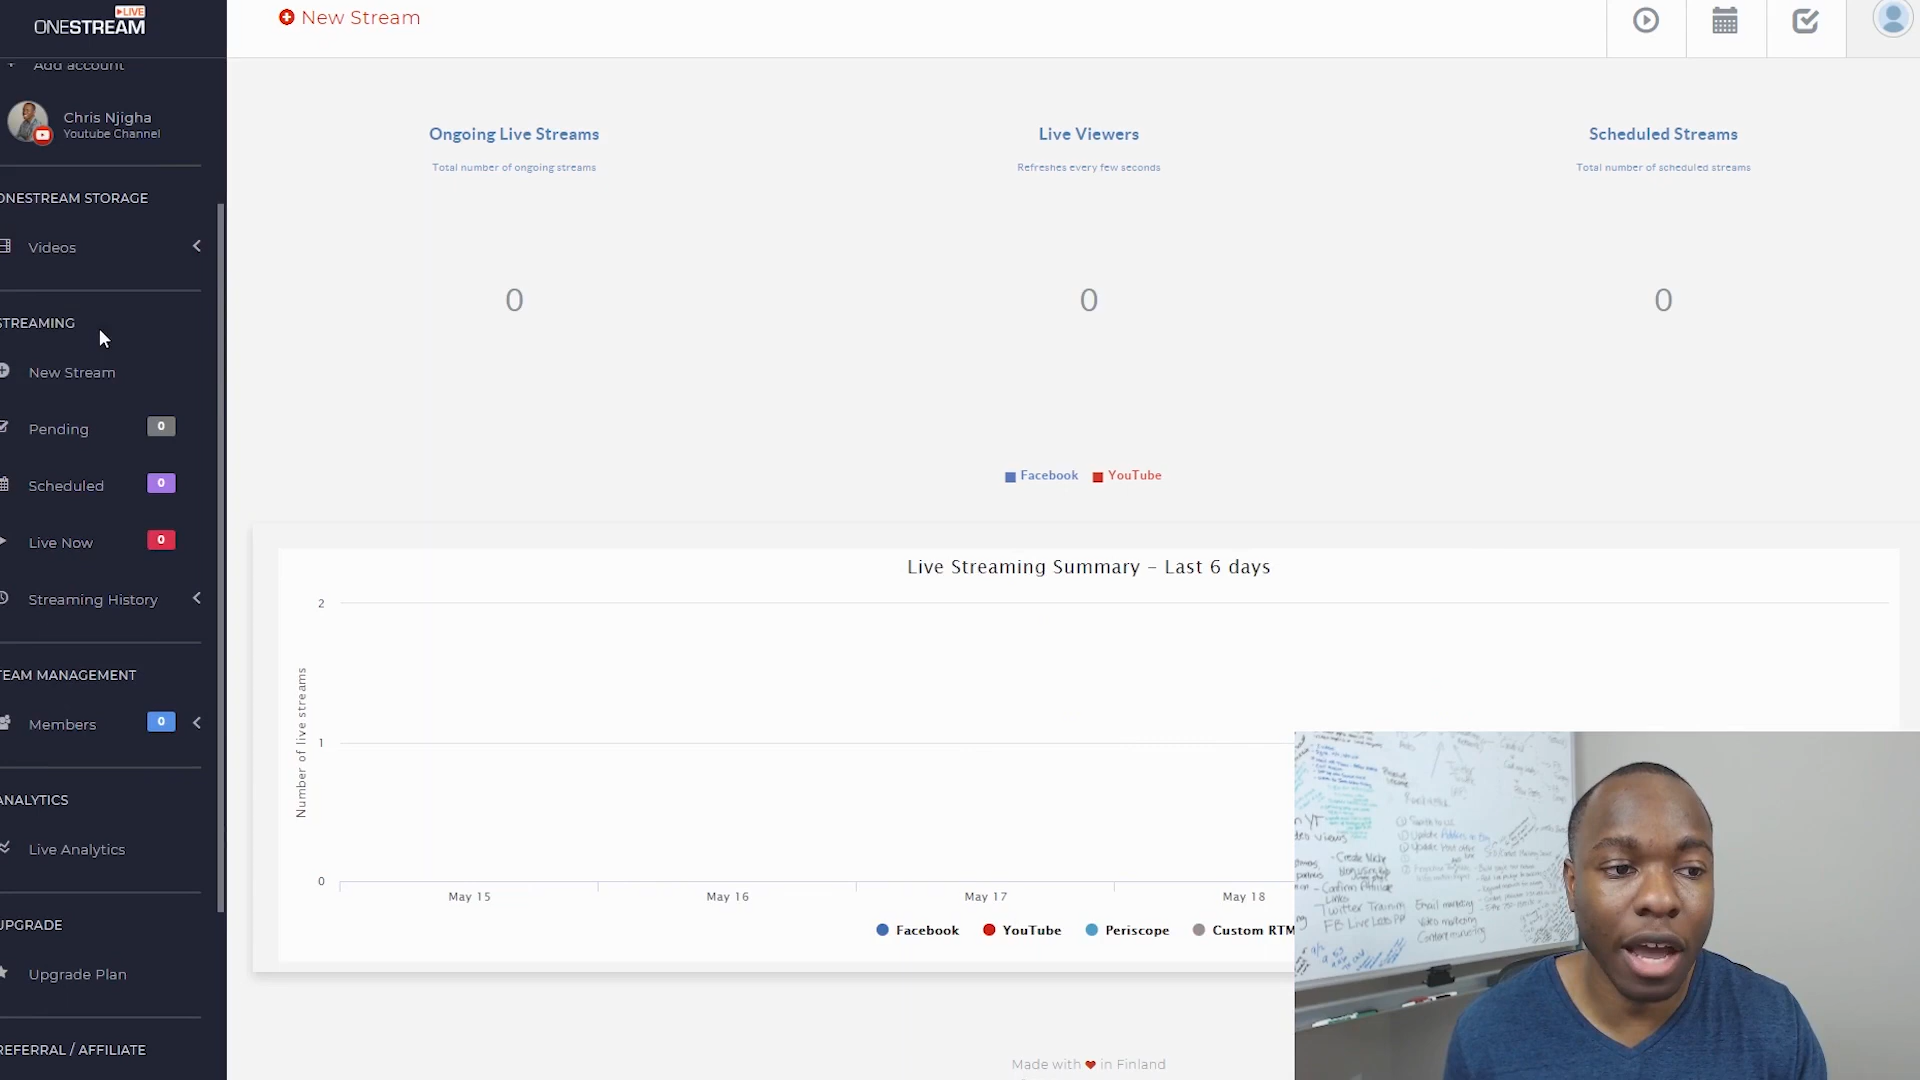 LIVE
ONESTREAM
New Stream
Add account
Chris Njigha
Youtube Channel
ONESTREAM STORAGE
Videos
STREAMING
New Stream
Pending 0
Scheduled 0
Live Now 0
Streaming History
TEAM MANAGEMENT
Members 0
ANALYTICS
Live Analytics
UPGRADE
Upgrade Plan
REFERRAL / AFFILIATE
Ongoing Live Streams
Total number of ongoing streams
0
Live Viewers
Refreshes every few seconds
0
Scheduled Streams
Total number of scheduled streams
0
Facebook YouTube
Live Streaming Summary – Last 6 days
Number of live streams
2
1
0
May 15 May 16 May 17 May 18
Facebook YouTube Periscope Custom RTM
Made with in Finland
- Create Niche
- Confirm Affiliate
Links
Twitter Training
FB Live
Email marketing
Video marketing
Content marketing